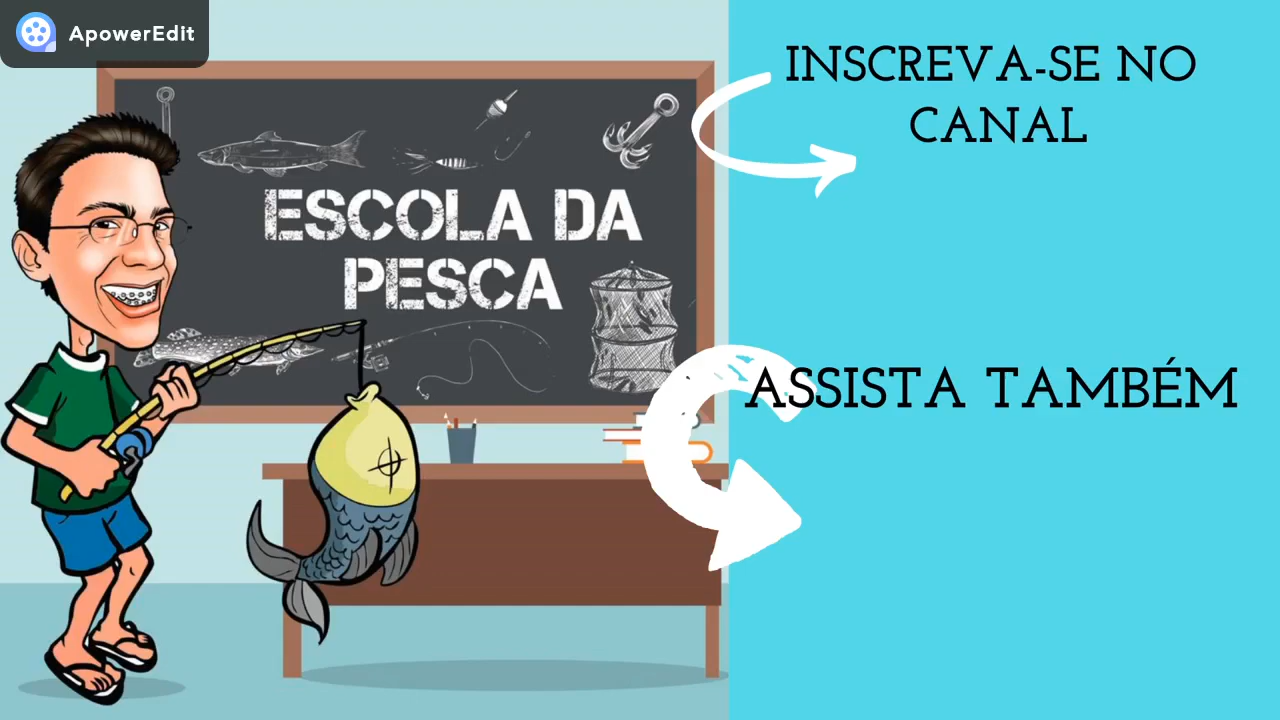 ApowerEdit
INSCREVA-SE NO
CANAL
ESCOLA DA
PESCA
ASSISTA TAMBÉM